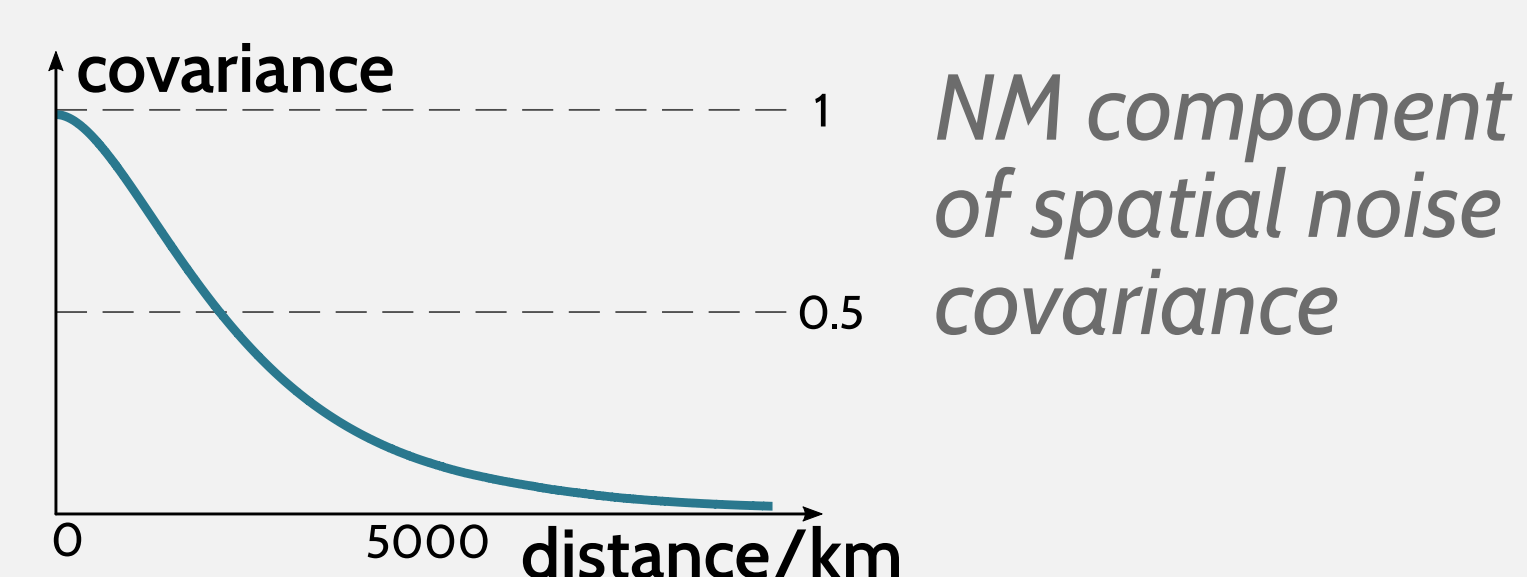 covariance
1
0.5
0
5000
distance/km
NM component
of spatial noise
covariance